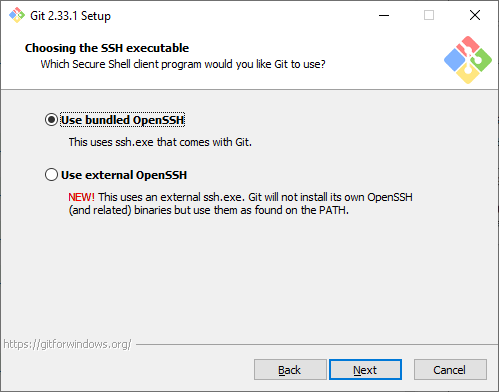 Git 2.33.1 Setup
Choosing the SSH executable
Which Secure Shell client program would you like Git to use?
Use bundled OpenSSH
This uses ssh.exe that comes with Git.
Use external OpenSSH
NEW! This uses an external ssh.exe. Git will not install its own OpenSSH
(and related) binaries but use them as found on the PATH.
https://gitforwindows.org/
Back Next Cancel